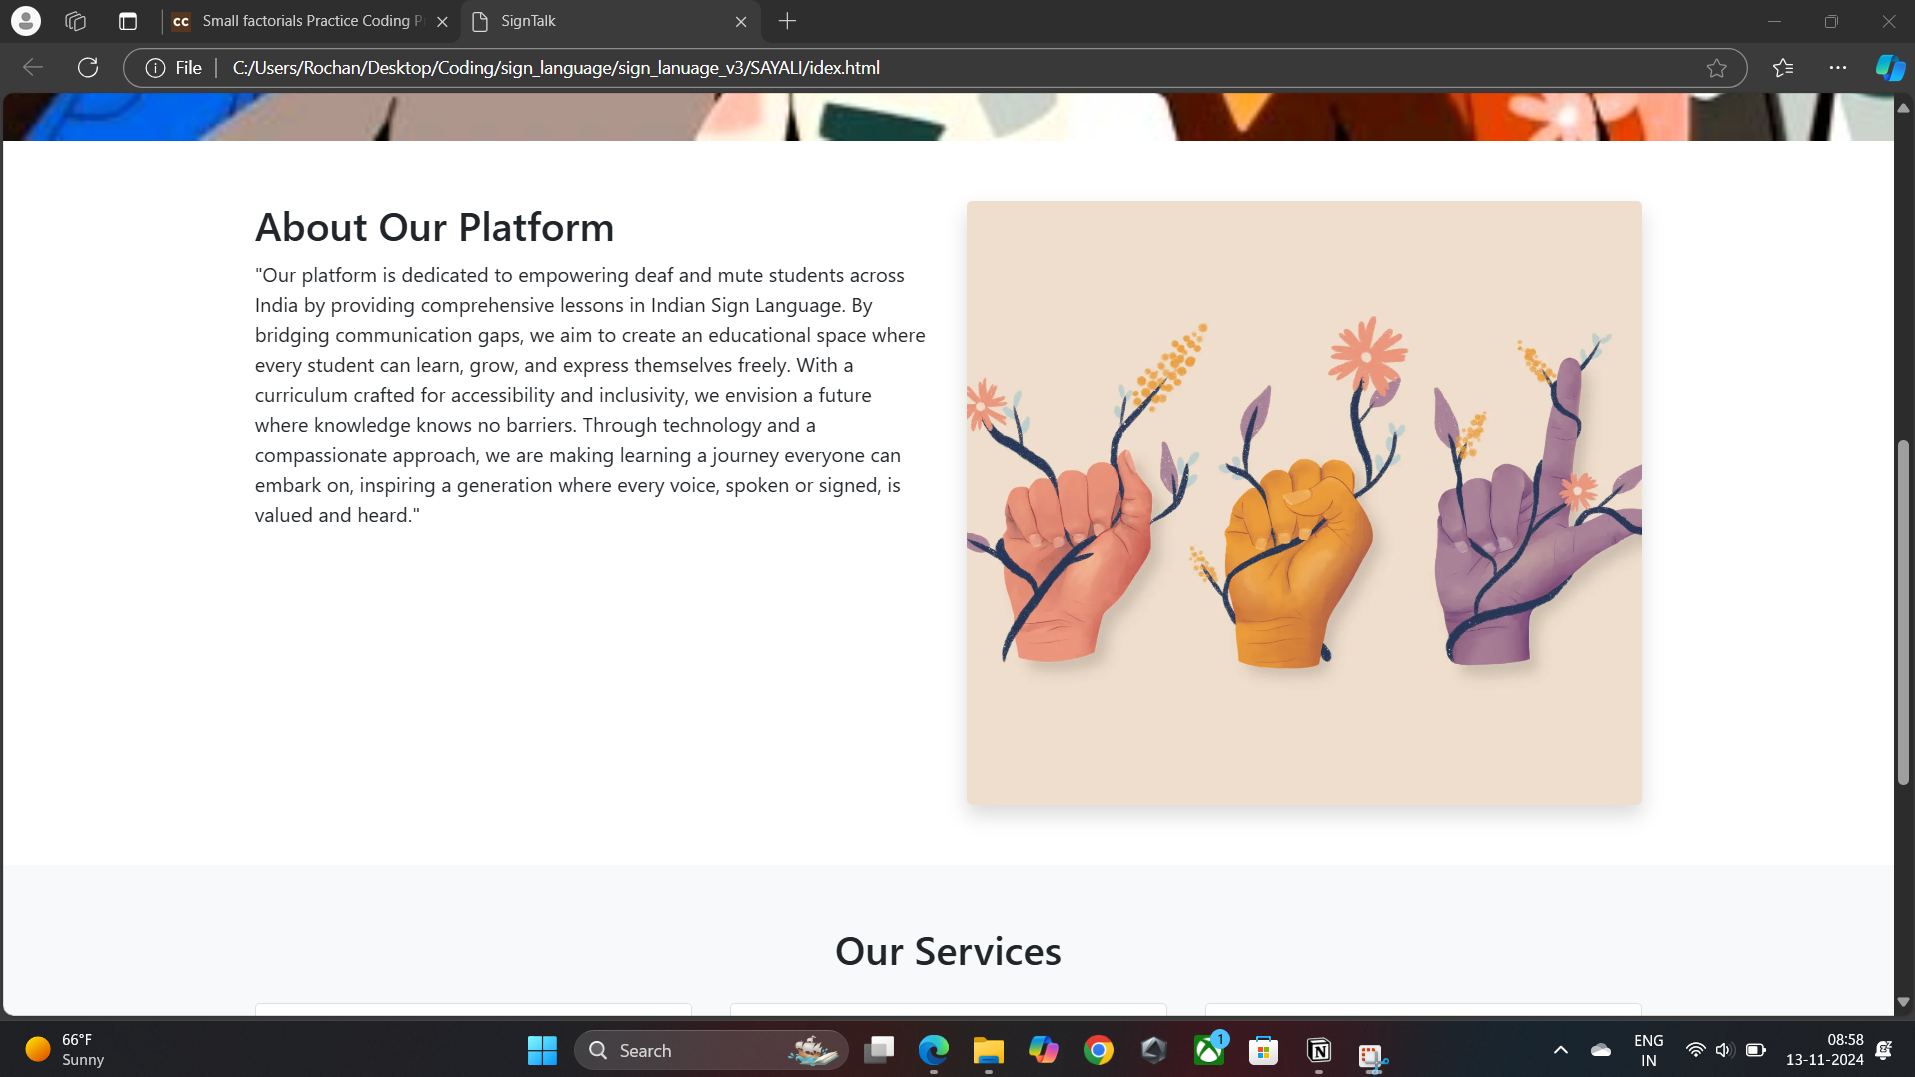 cc Small factorials Practice Coding P
SignTalk
File
C:/Users/Rochan/Desktop/Coding/sign_language/sign_lanuage_v3/SAYALI/idex.html
About Our Platform
"Our platform is dedicated to empowering deaf and mute students across
India by providing comprehensive lessons in Indian Sign Language. By
bridging communication gaps, we aim to create an educational space where
every student can learn, grow, and express themselves freely. With a
curriculum crafted for accessibility and inclusivity, we envision a future
where knowledge knows no barriers. Through technology and a
compassionate approach, we are making learning a journey everyone can
embark on, inspiring a generation where every voice, spoken or signed, is
valued and heard."
Our Services
66°F
Sunny
Search
1
ENG
IN
08:58
13-11-2024